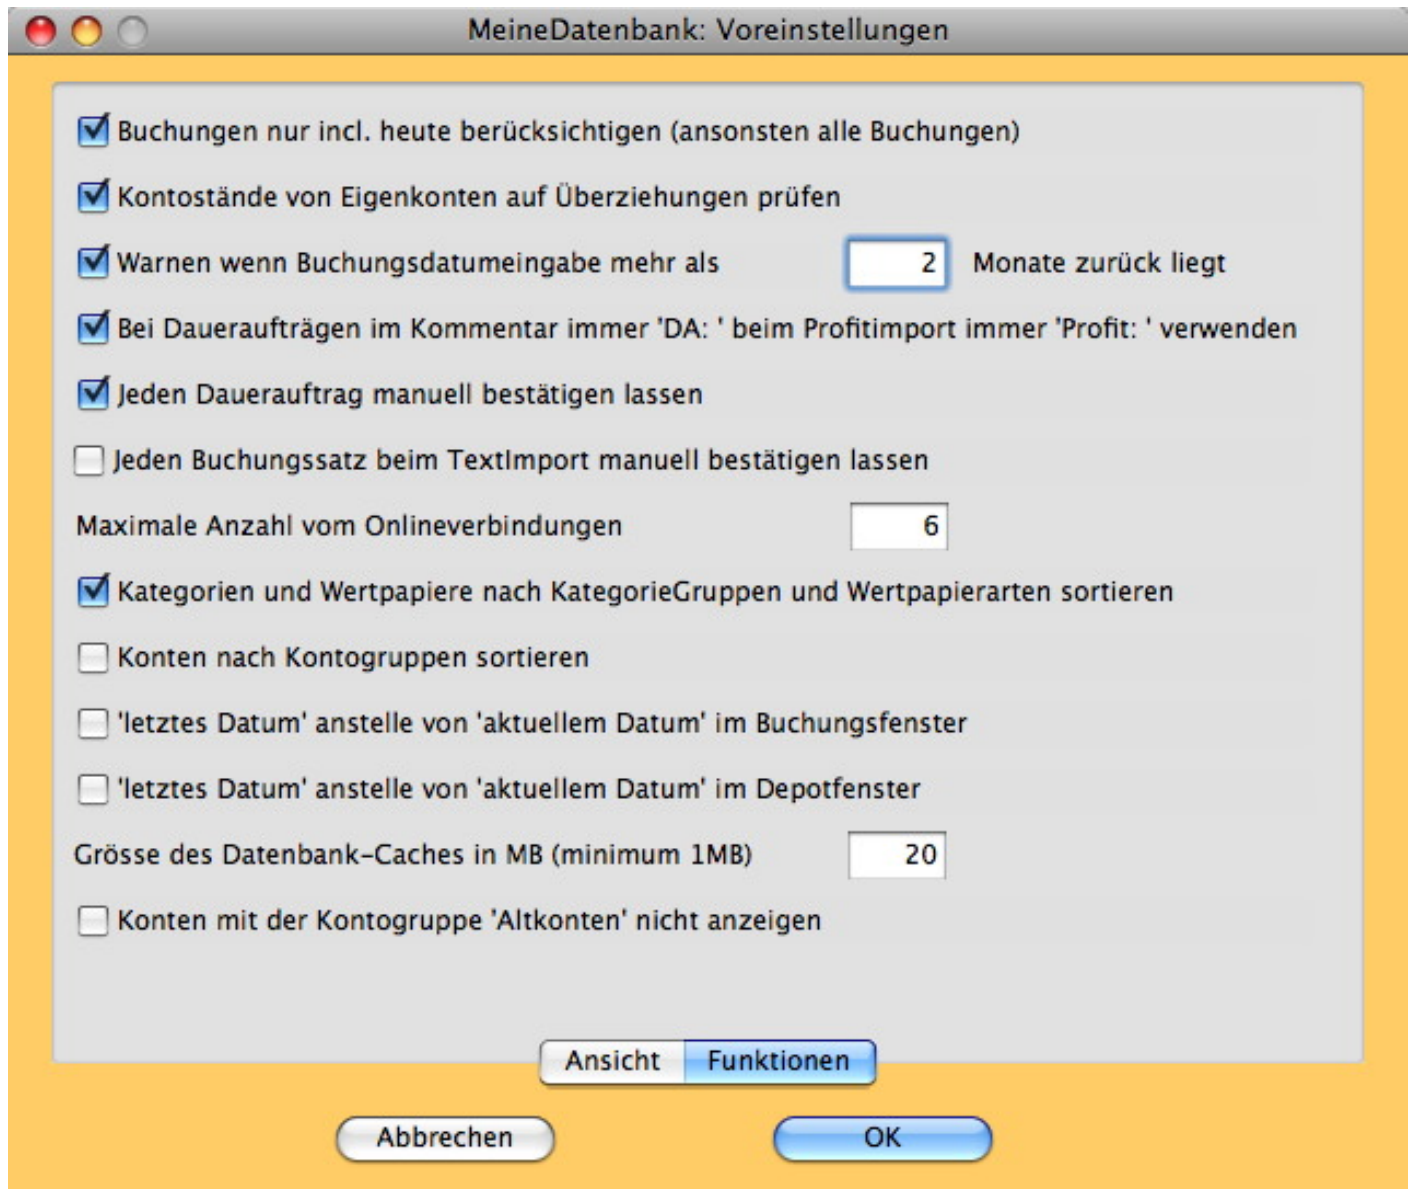 MeineDatenbank: Voreinstellungen
Buchungen nur incl. heute berücksichtigen (ansonsten alle Buchungen)
Kontostände von Eigenkonten auf Überziehungen prüfen
Warnen wenn Buchungsdatumeingabe mehr als 2 Monate zurück liegt
Bei Daueraufträgen im Kommentar immer 'DA: ' beim Profitimport immer 'Profit: ' verwenden
Jeden Dauerauftrag manuell bestätigen lassen
Jeden Buchungssatz beim TextImport manuell bestätigen lassen
Maximale Anzahl vom Onlineverbindungen 6
Kategorien und Wertpapiere nach KategorieGruppen und Wertpapierarten sortieren
Konten nach Kontogruppen sortieren
'letztes Datum' anstelle von 'aktuellem Datum' im Buchungsfenster
'letztes Datum' anstelle von 'aktuellem Datum' im Depotfenster
Grösse des Datenbank-Caches in MB (minimum 1MB) 20
Konten mit der Kontogruppe 'Altkonten' nicht anzeigen
Ansicht Funktionen
Abbrechen OK